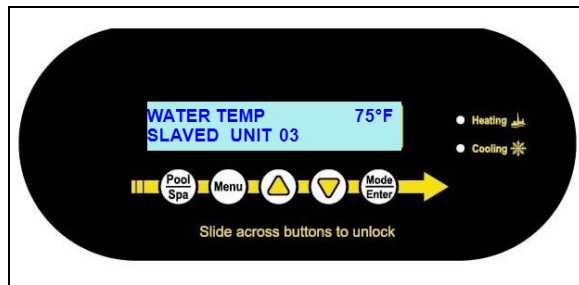 WATER TEMP 75°F
SLAVED UNIT 03
Heating
Cooling
Pool
Spa
Menu
Mode
Enter
Slide across buttons to unlock